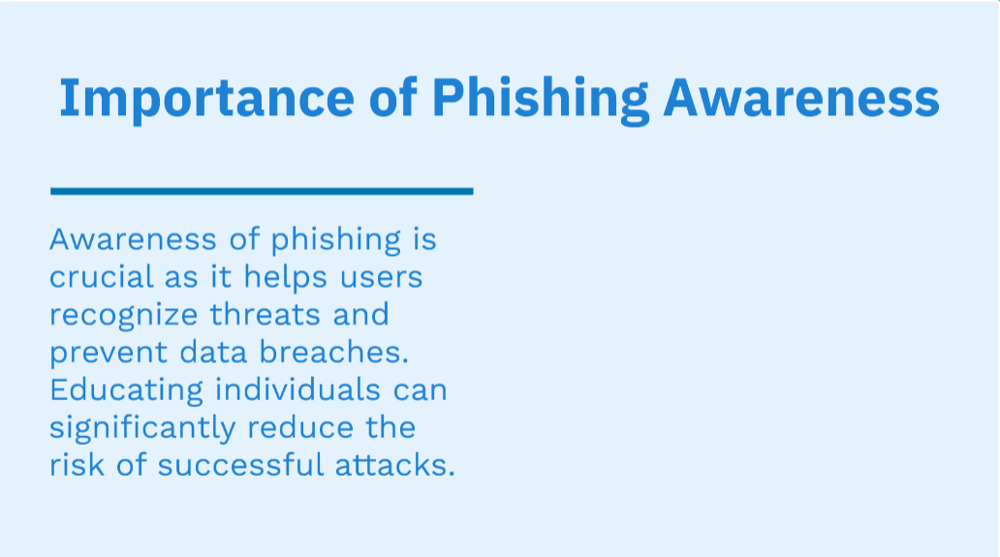 Importance of Phishing Awareness
Awareness of phishing is
crucial as it helps users
recognize threats and
prevent data breaches.
Educating individuals can
significantly reduce the
risk of successful attacks.